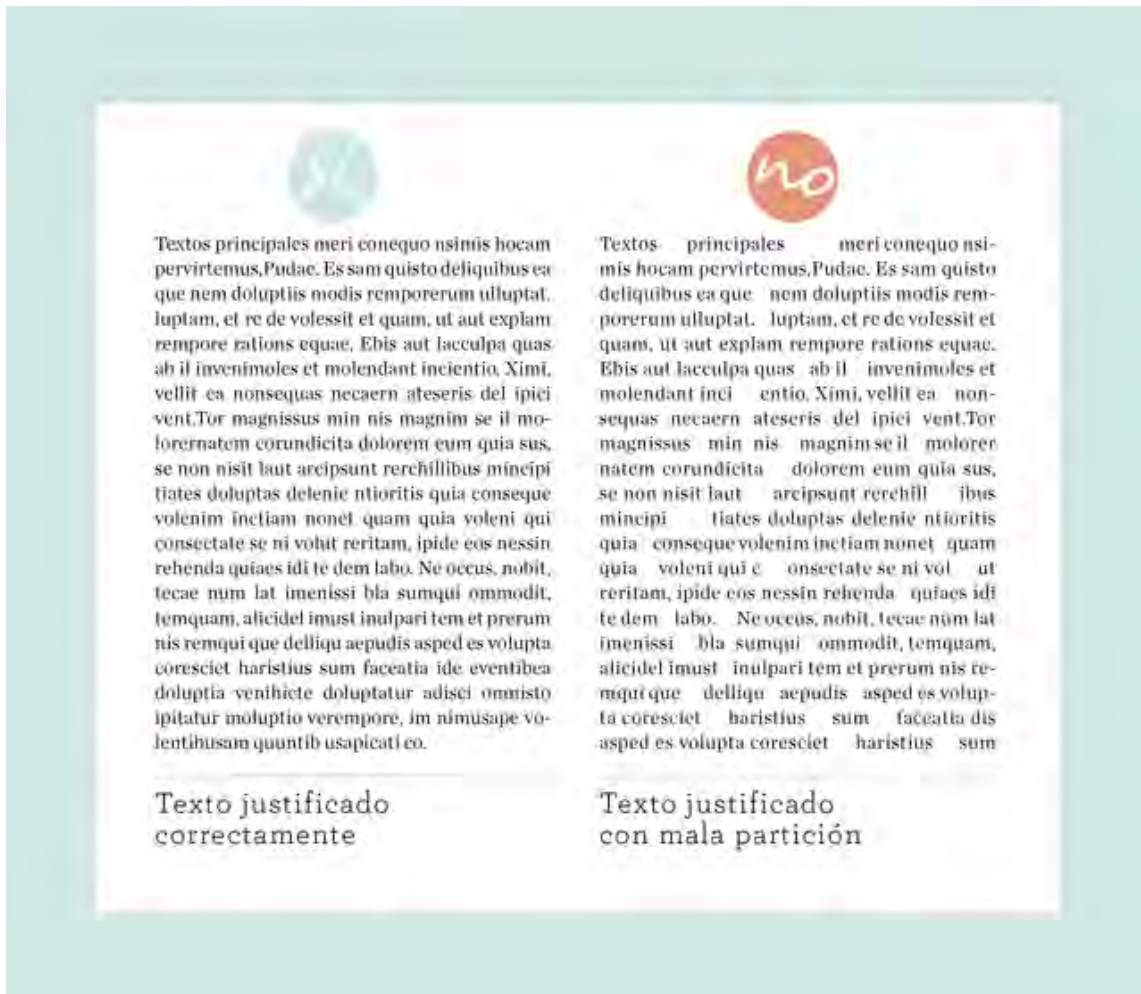 si
Textos principales meri conequo nsimis hocam
pervirtemus,Pudac. Es sam quisto deliquibus ea
que nem doluptiis modis remporerum ulluptat.
luptam, et re de volessit et quam, ut aut explam
rempore rations equae. Ebis aut lacculpa quas
ab il invenimoles et molendant incientio. Ximi,
vellit ea nonsequas necaern ateseris del ipici
vent.Tor magnissus min nis magnim se il mo-
lorernatem corundicita dolorem eum quia sus,
se non nisit laut arcipsunt rerchillibus mincipi
tiates doluptas delenie ntioritis quia conseque
volenim inctiam nonet quam quia voleni qui
consectate se ni volut reritam, ipide eos nessin
rehenda quiaes idi te dem labo. Ne occus, nobit,
tecae num lat imenissi bla sumqui ommodit,
temquam, alicidel imust inulpari tem et prerum
nis remqui que delliqu aepudis asped es volupta
coresciet haristius sum faceatia ide eventibea
doluptia venihicte doluptatur adisci ommisto
ipitatur moluptio verempore, im nimusape vo-
lentibusam quuntib usapicati co.
Texto justificado
correctamente
no
Textos principales meri conequo nsi-
mis hocam pervirtemus,Pudac. Es sam quisto
deliquibus ea que nem doluptiis modis rem-
porerum ulluptat. luptam, et re de volessit et
quam, ut aut explam rempore rations equae.
Ebis aut lacculpa quas ab il invenimoles et
molendant inci entio. Ximi, vellit ea non-
sequas necaern ateseris del ipici vent.Tor
magnissus min nis magnim se il molorer
natem corundicita dolorem eum quia sus,
se non nisit laut arcipsunt rerchill ibus
mincipi tiates doluptas delenie ntioritis
quia conseque volenim inctiam nonet quam
quia voleni qui c onsectate se ni vol ut
reritam, ipide eos nessin rehenda quiaes idi
te dem labo. Ne occus, nobit, tecae num lat
imenissi bla sumqui ommodit, temquam,
alicidel imust inulpari tem et prerum nis re-
mqui que delliqu aepudis asped es volup-
ta coresciet haristius sum faceatia dis
asped es volupta coresciet haristius sum
Texto justificado
con mala partición